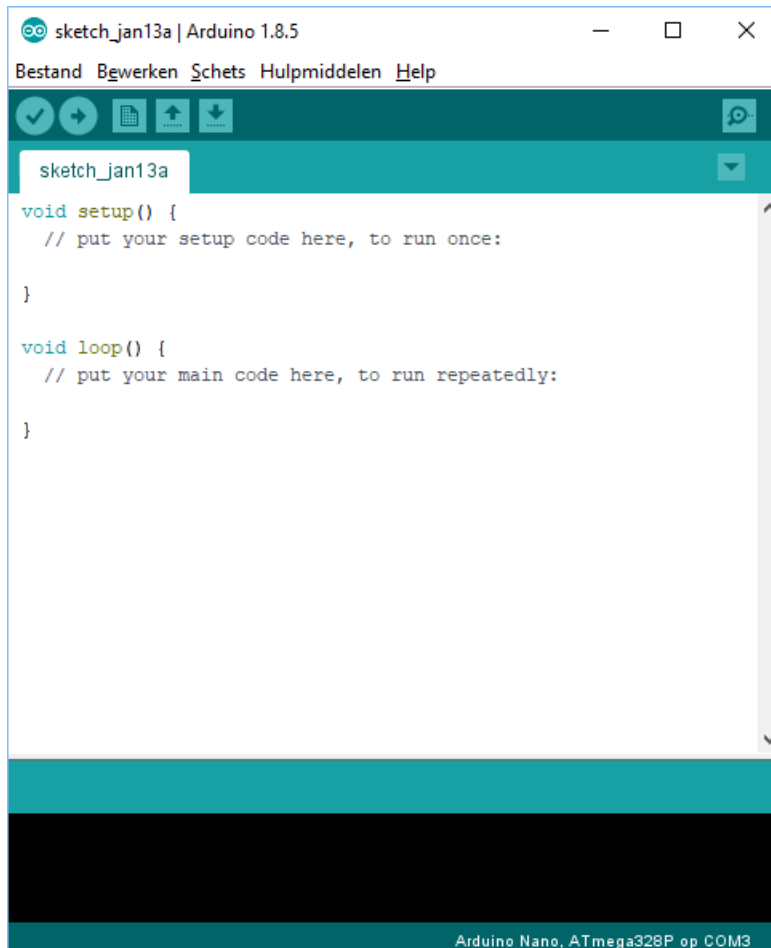 sketch_jan13a | Arduino 1.8.5
Bestand Bewerken Schets Hulpmiddelen Help
sketch_jan13a
void setup() {
  // put your setup code here, to run once:
}
void loop() {
  // put your main code here, to run repeatedly:
}
Arduino Nano, ATmega328P op COM3